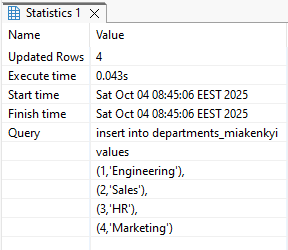 Statistics 1
Name Value
Updated Rows 4
Execute time 0.043s
Start time Sat Oct 04 08:45:06 EEST 2025
Finish time Sat Oct 04 08:45:06 EEST 2025
Query insert into departments_miakenkyi
values
(1,'Engineering'),
(2,'Sales'),
(3,'HR'),
(4,'Marketing')